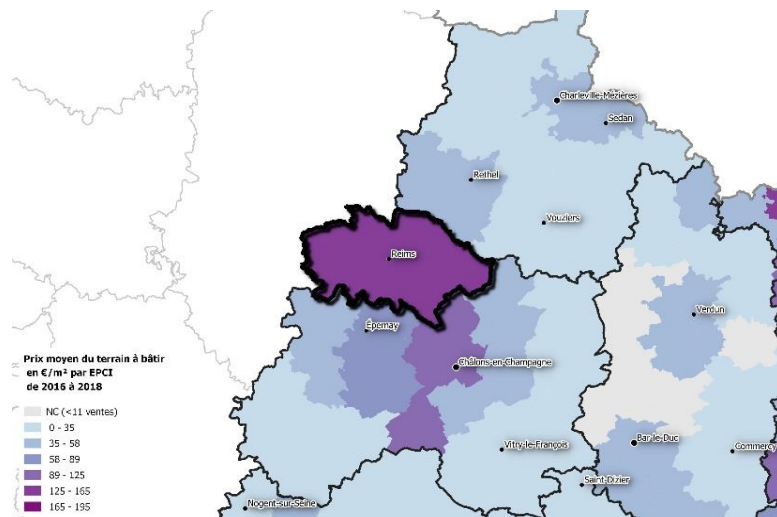 Charleville-Mézières
Sedan
Rethel
Vouziers
Reims
Verdun
Épernay
Châlons-en-Champagne
Vitry-le-François
Bar-le-Duc
Commercy
Saint-Dizier
Nogent-sur-Seine
Prix moyen du terrain à bâtir
en €/m² par EPCI
de 2016 à 2018
NC (<11 ventes)
0 - 35
35 - 58
58 - 89
89 - 125
125 - 165
165 - 195